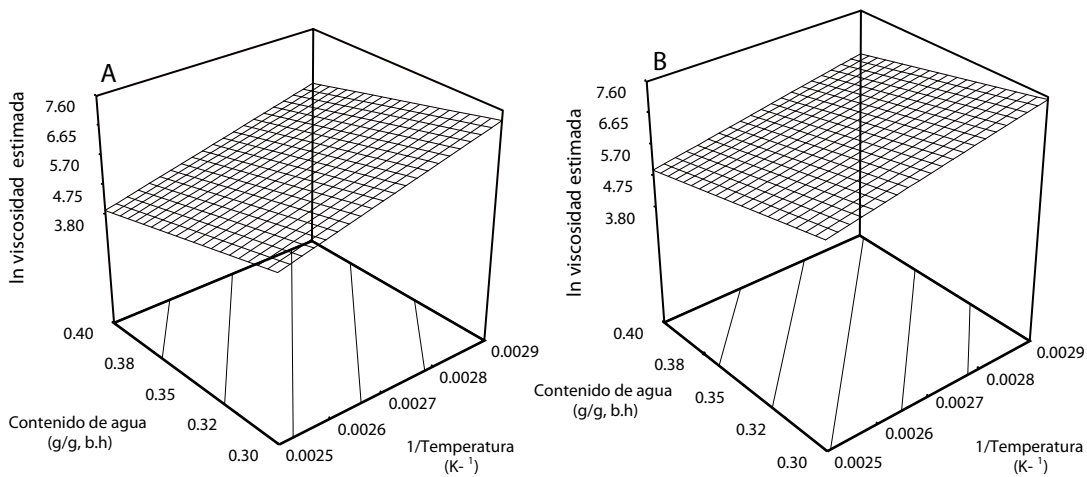 A
7.60
6.65
5.70
4.75
3.80
ln viscosidad estimada
0.40
0.38
0.35
0.32
0.30
Contenido de agua
(g/g, b.h)
0.0025
0.0026
0.0027
0.0028
0.0029
1/Temperatura
(K- ¹)
B
7.60
6.65
5.70
4.75
3.80
ln viscosidad estimada
0.40
0.38
0.35
0.32
0.30
Contenido de agua
(g/g, b.h)
0.0025
0.0026
0.0027
0.0028
0.0029
1/Temperatura
(K- ¹)